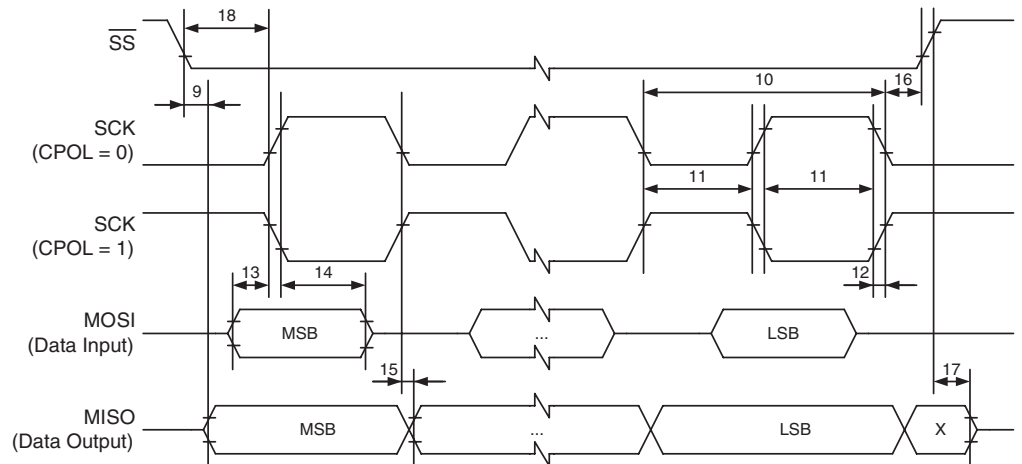 18
SS
9
10
16
SCK
(CPOL = 0)
11
11
SCK
(CPOL = 1)
13
14
12
MOSI
(Data Input)
MSB
...
LSB
15
17
MISO
(Data Output)
MSB
...
LSB
X